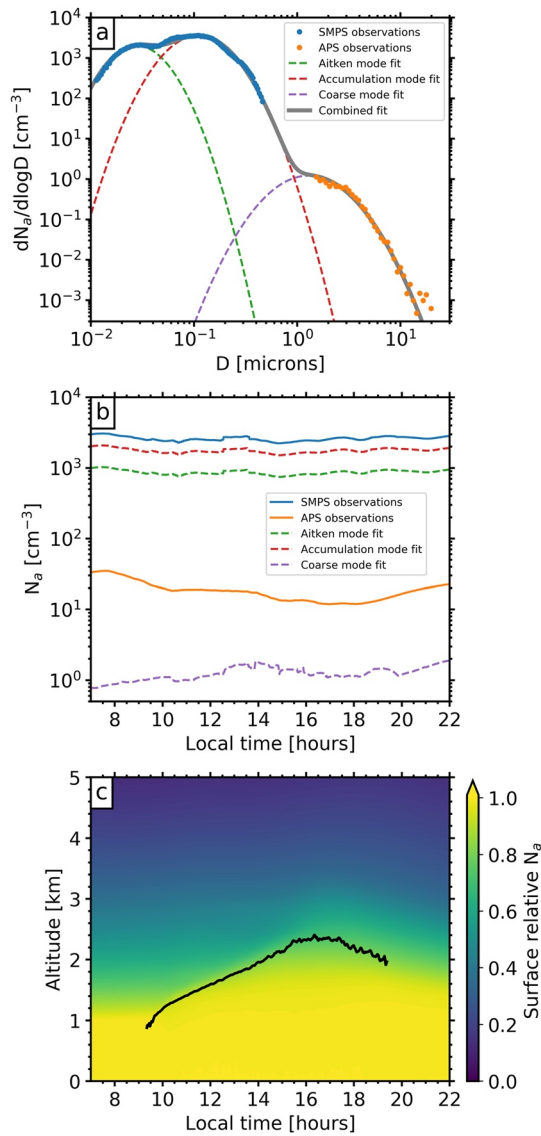 a
SMPS observations
APS observations
Aitken mode fit
Accumulation mode fit
Coarse mode fit
Combined fit
10⁴
10³
10²
10¹
10⁰
10⁻¹
10⁻²
10⁻³
dNₐ/dlogD [cm⁻³]
10⁻² 10⁻¹ 10⁰ 10¹
D [microns]
b
10⁴
10³
10²
10¹
10⁰
Nₐ [cm⁻³]
SMPS observations
APS observations
Aitken mode fit
Accumulation mode fit
Coarse mode fit
8 10 12 14 16 18 20 22
Local time [hours]
c
5
4
3
2
1
0
Altitude [km]
8 10 12 14 16 18 20 22
Local time [hours]
1.0
0.8
0.6
0.4
0.2
0.0
Surface relative Nₐ